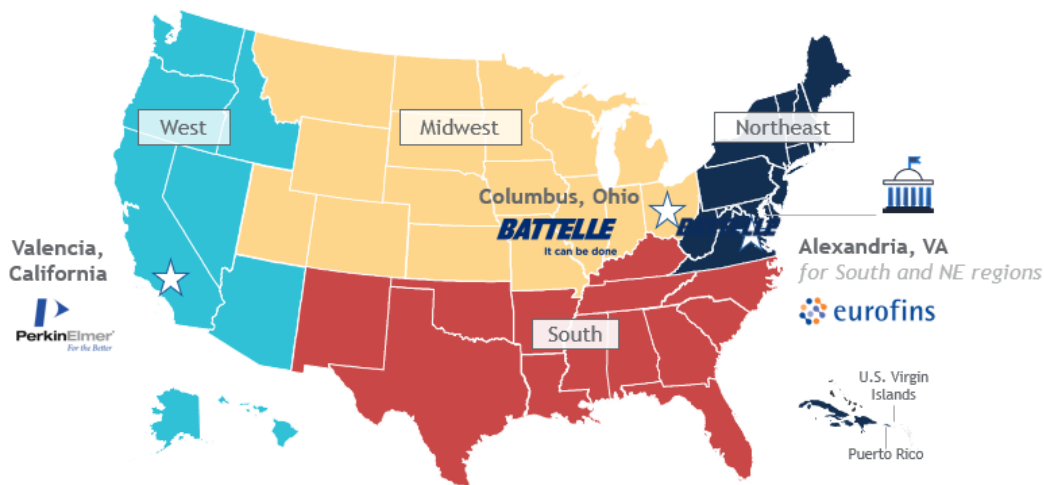 West
Midwest
Northeast
Columbus, Ohio
BATTELLE
It can be done
BATTELLE
Valencia,
California
PerkinElmer®
For the Better
Alexandria, VA
for South and NE regions
eurofins
South
U.S. Virgin
Islands
Puerto Rico